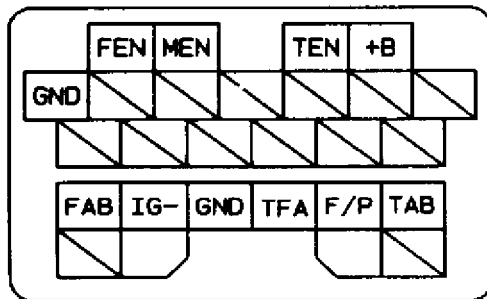 FEN MEN TEN +B
GND
FAB IG- GND TFA F/P TAB